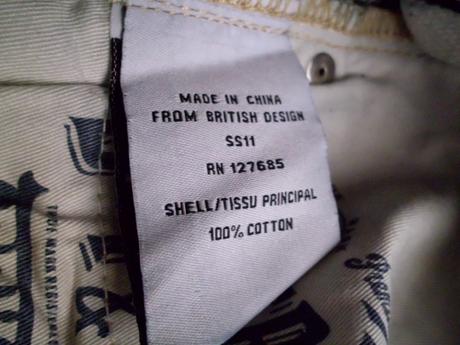 MADE IN CHINA
FROM BRITISH DESIGN
SS11
RN 127685
SHELL/TISSU PRINCIPAL
100% COTTON